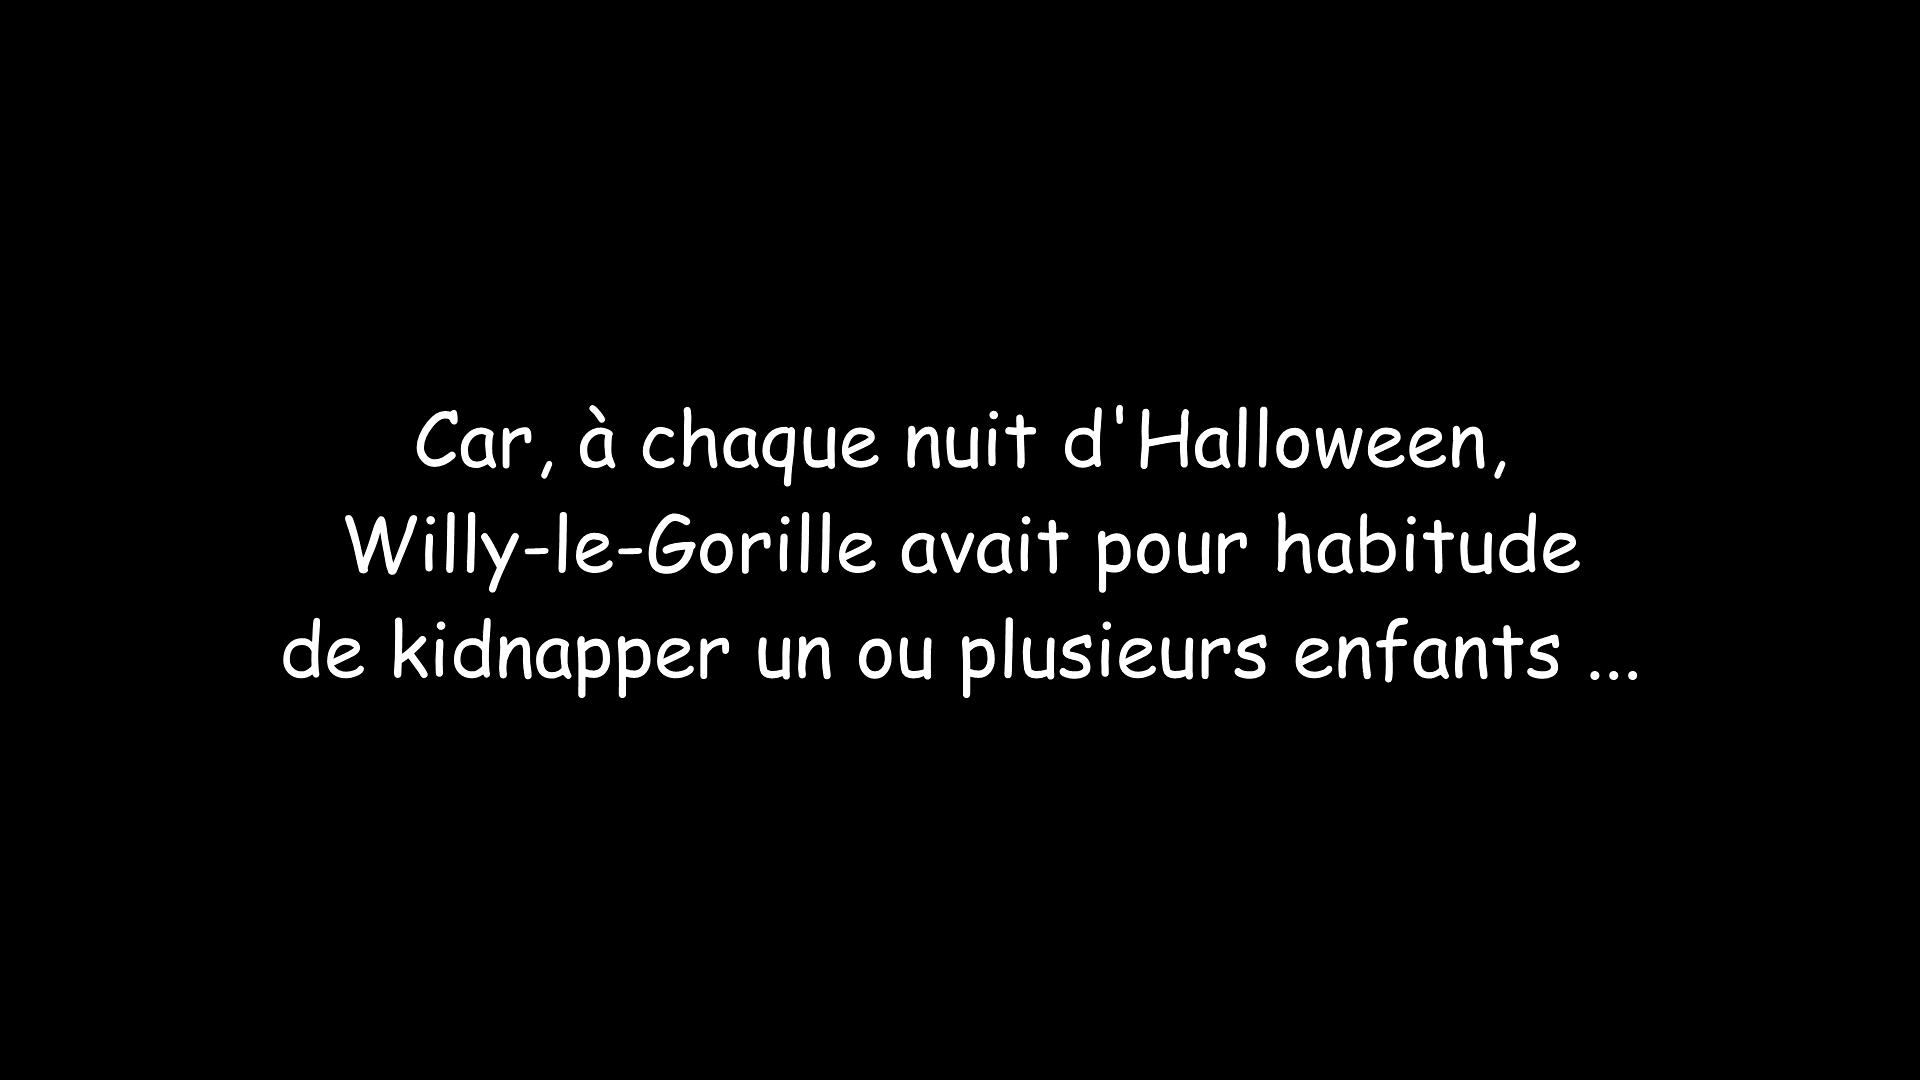 Car, à chaque nuit d'Halloween,
Willy-le-Gorille avait pour habitude
de kidnapper un ou plusieurs enfants ...